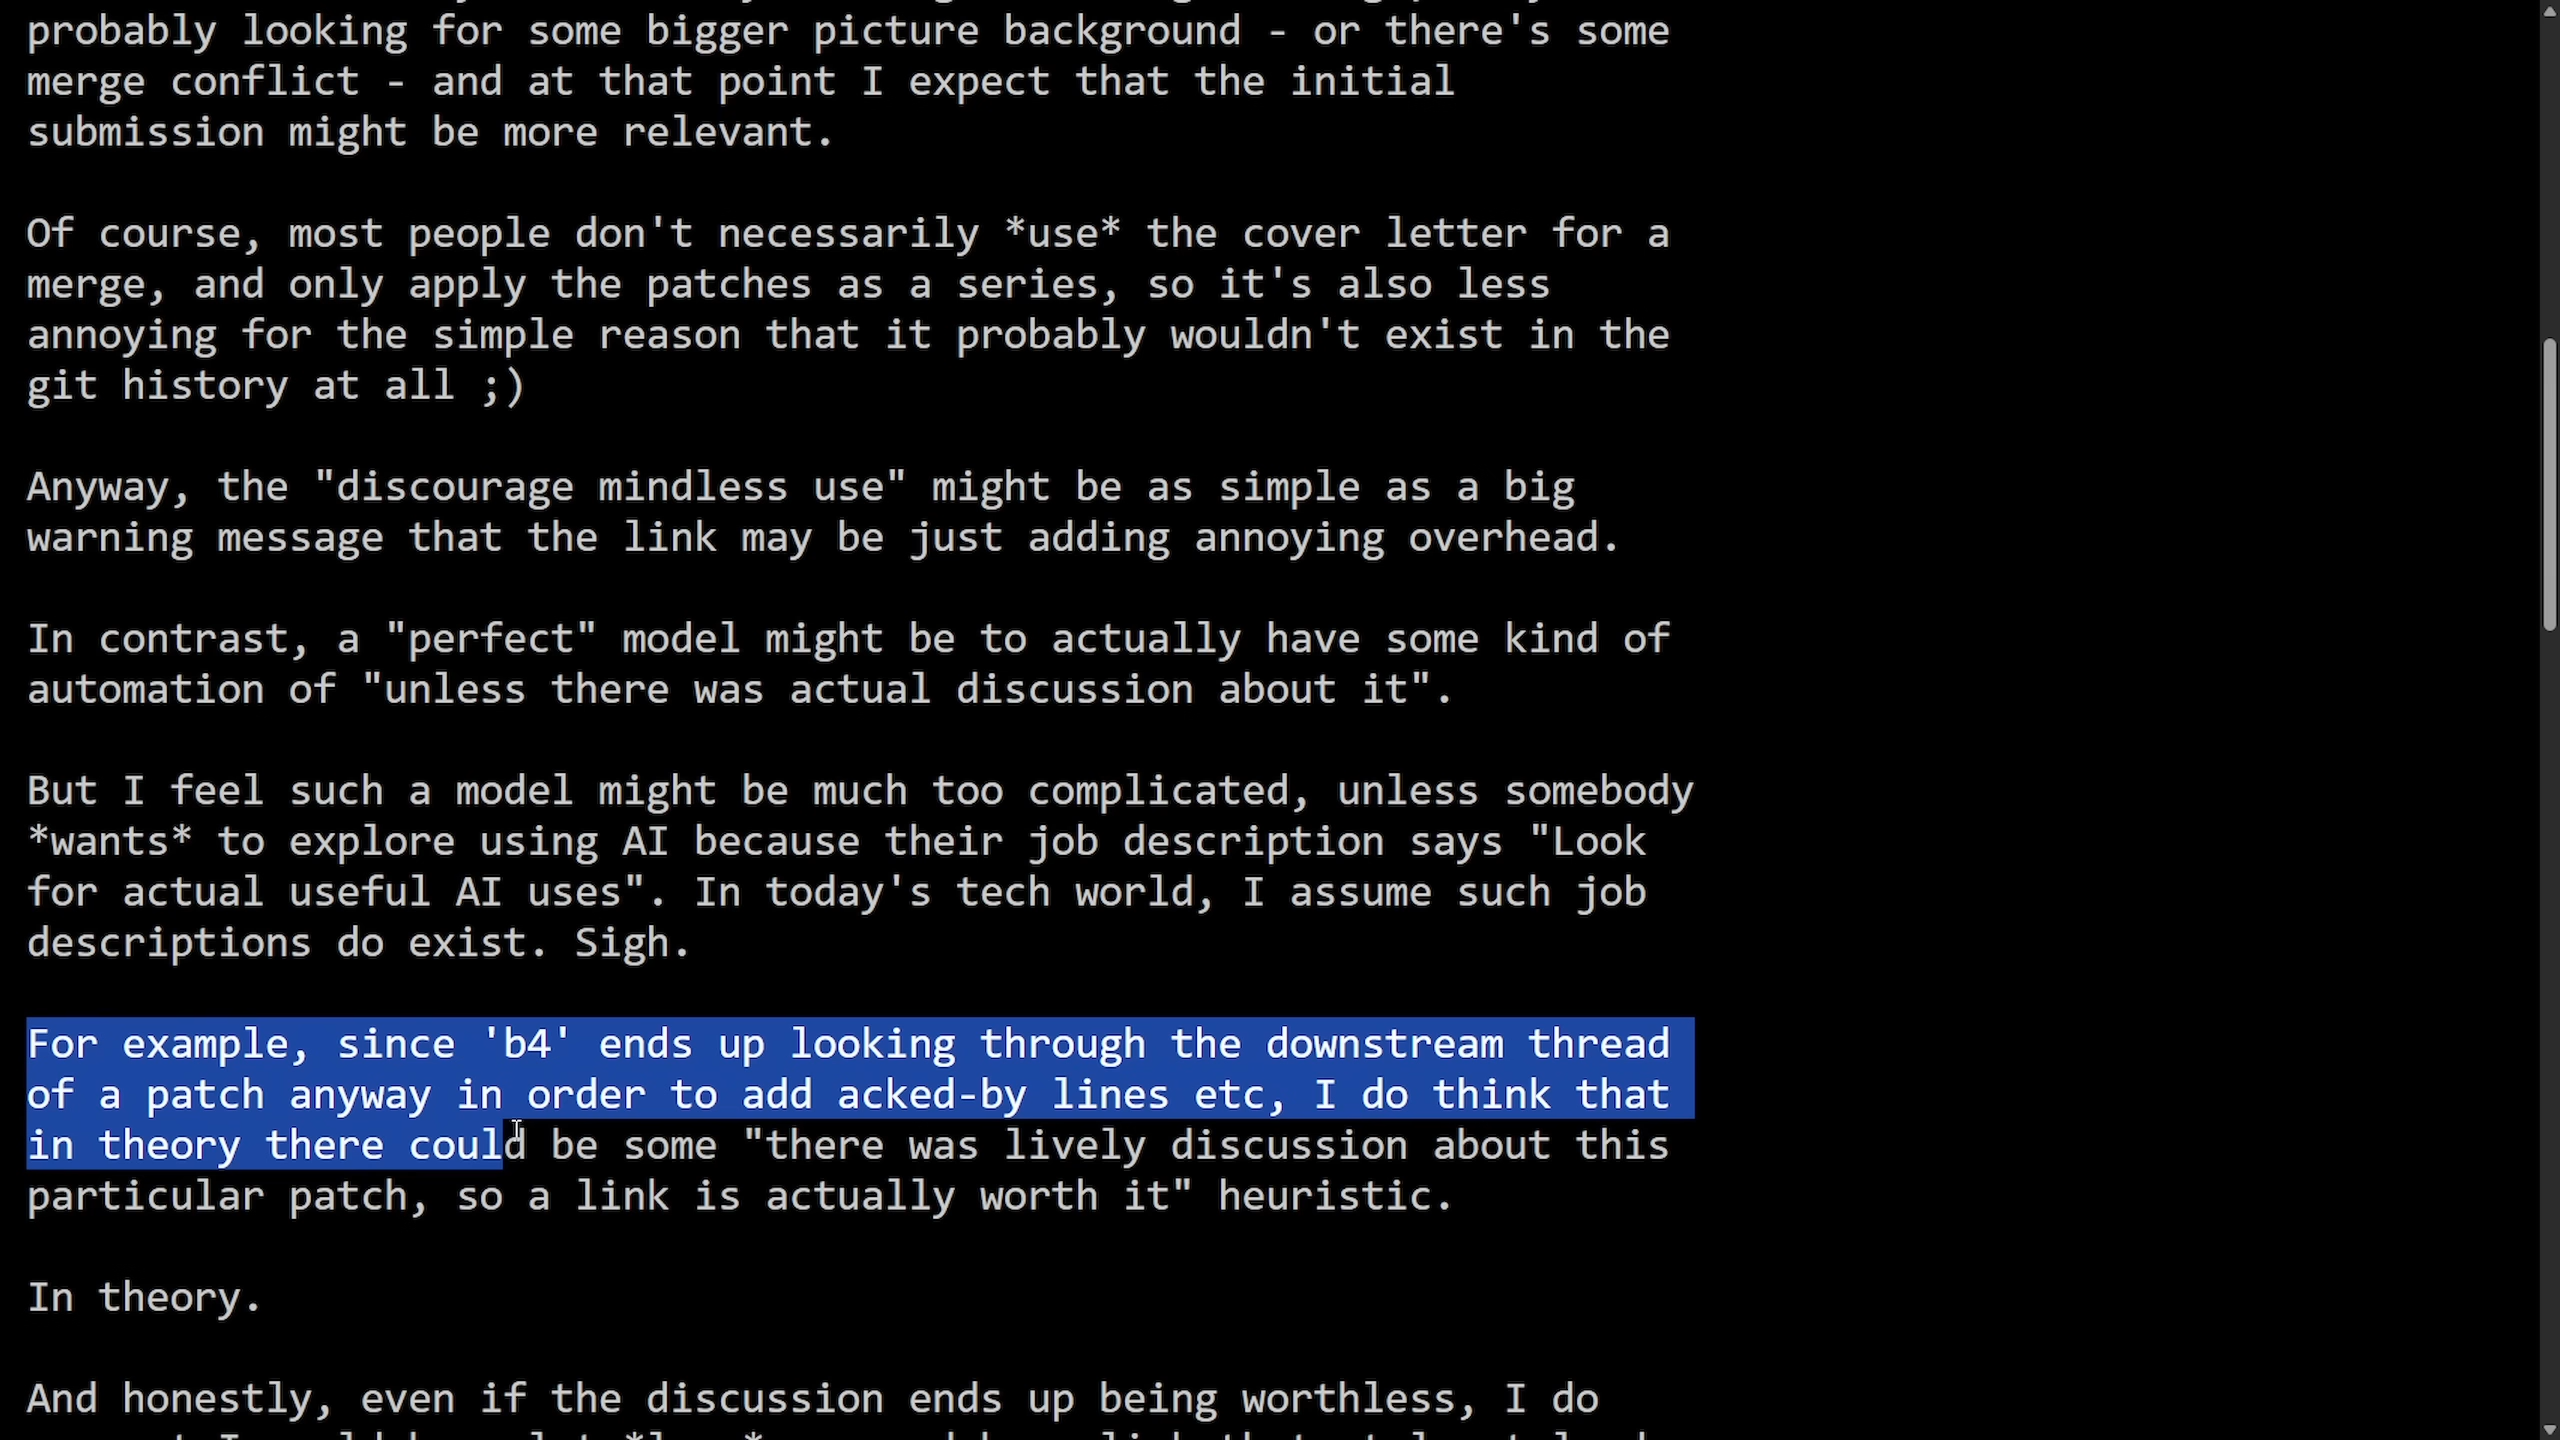 probably looking for some bigger picture background - or there's some
merge conflict - and at that point I expect that the initial
submission might be more relevant.
Of course, most people don't necessarily *use* the cover letter for a
merge, and only apply the patches as a series, so it's also less
annoying for the simple reason that it probably wouldn't exist in the
git history at all ;)
Anyway, the "discourage mindless use" might be as simple as a big
warning message that the link may be just adding annoying overhead.
In contrast, a "perfect" model might be to actually have some kind of
automation of "unless there was actual discussion about it".
But I feel such a model might be much too complicated, unless somebody
*wants* to explore using AI because their job description says "Look
for actual useful AI uses". In today's tech world, I assume such job
descriptions do exist. Sigh.
For example, since 'b4' ends up looking through the downstream thread
of a patch anyway in order to add acked-by lines etc, I do think that
in theory there could be some "there was lively discussion about this
particular patch, so a link is actually worth it" heuristic.
In theory.
And honestly, even if the discussion ends up being worthless, I do